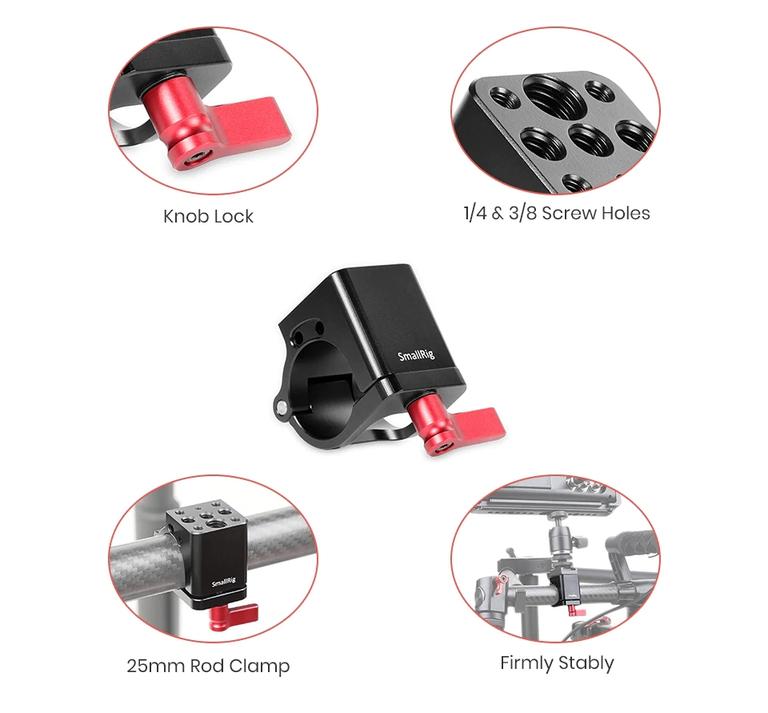 Knob Lock
1/4 & 3/8 Screw Holes
SmallRig
SmallRig
25mm Rod Clamp
Firmly Stably